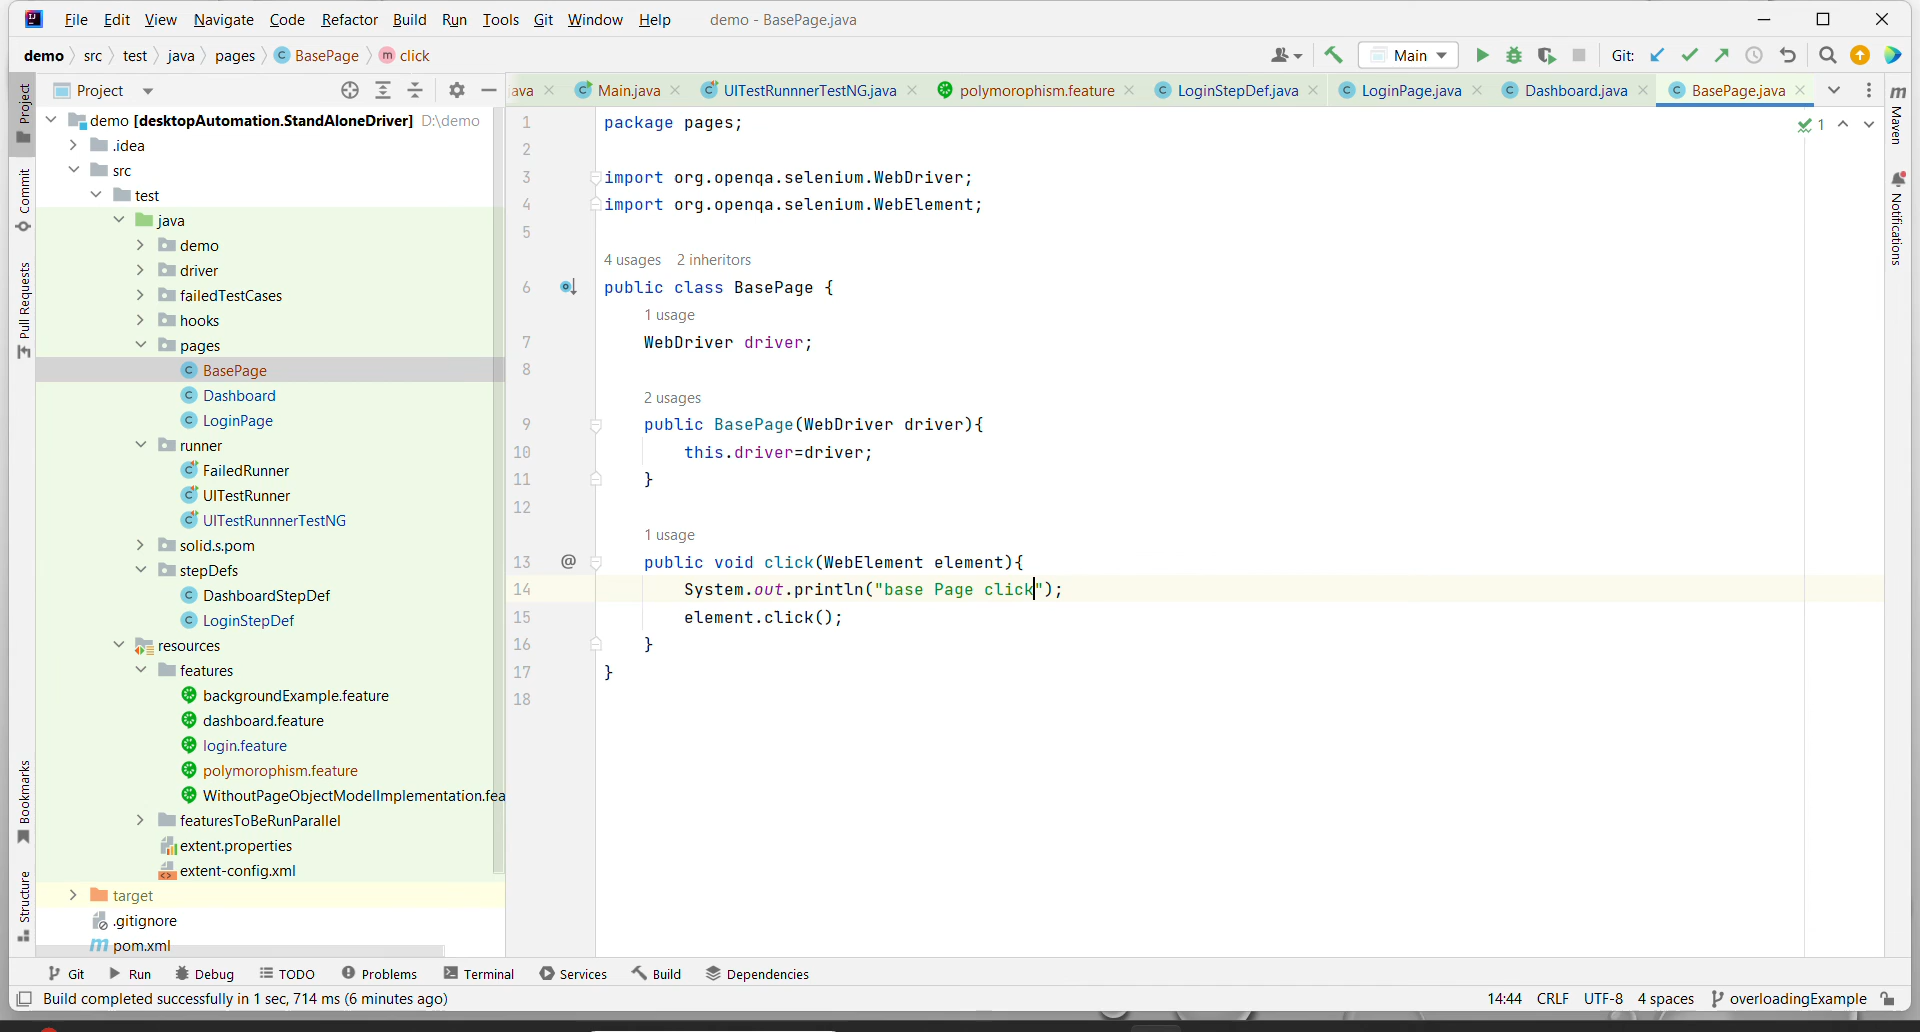 File Edit View Navigate Code Refactor Build Run Tools Git Window Help demo - BasePage.java
demo src test java pages BasePage click Main Git:
Project
ava Main.java UITestRunnnerTestNG.java polymorophism.feature LoginStepDef.java LoginPage.java Dashboard.java BasePage.java
demo [desktopAutomation.StandAloneDriver] D:\demo
.idea
src
test
java
demo
driver
failedTestCases
hooks
pages
BasePage
Dashboard
LoginPage
runner
FailedRunner
UITestRunner
UITestRunnnerTestNG
solid.s.pom
stepDefs
DashboardStepDef
LoginStepDef
resources
features
backgroundExample.feature
dashboard.feature
login.feature
polymorophism.feature
WithoutPageObjectModelImplementation.fea
featuresToBeRunParallel
extent.properties
extent-config.xml
target
.gitignore
pom.xml
Project
Commit
Pull Requests
Bookmarks
Structure
1 package pages;
2
3 import org.openqa.selenium.WebDriver;
4 import org.openqa.selenium.WebElement;
5
4 usages 2 inheritors
6 public class BasePage {
1 usage
7 WebDriver driver;
8
2 usages
9 public BasePage(WebDriver driver){
10 this.driver=driver;
11 }
12
1 usage
13 @ public void click(WebElement element){
14 System.out.println("base Page click");
15 element.click();
16 }
17 }
18
1
Maven
Notifications
Git Run Debug TODO Problems Terminal Services Build Dependencies
Build completed successfully in 1 sec, 714 ms (6 minutes ago) 14:44 CRLF UTF-8 4 spaces overloadingExample